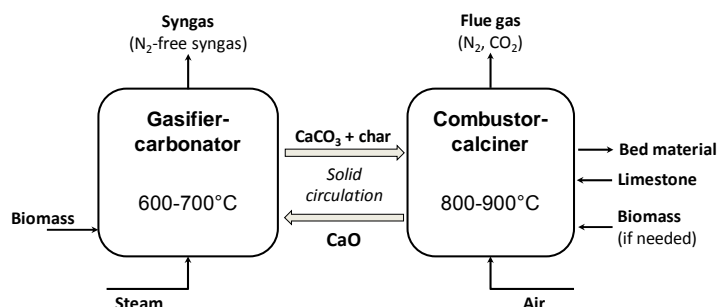 Syngas
(N₂-free syngas)
Flue gas
(N₂, CO₂)
Gasifier-
carbonator
600-700°C
CaCO₃ + char
Solid
circulation
CaO
Combustor-
calciner
800-900°C
Bed material
Limestone
Biomass
(if needed)
Biomass
Steam
Air